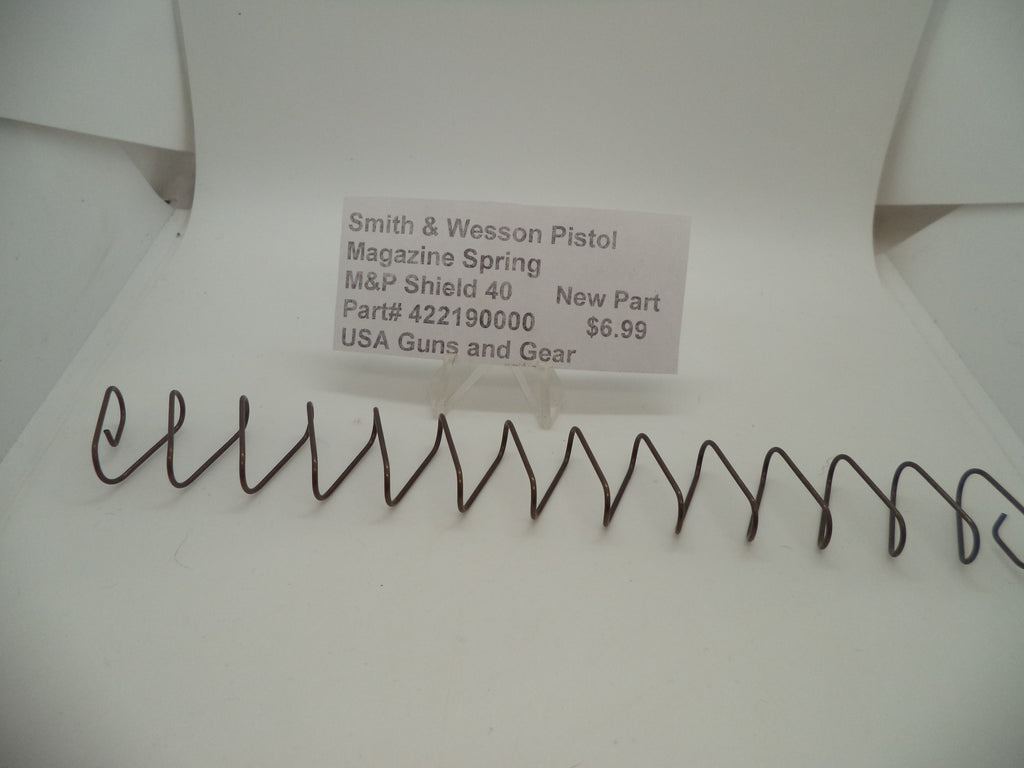 Smith & Wesson Pistol
Magazine Spring
M&P Shield 40 New Part
Part# 422190000 $6.99
USA Guns and Gear